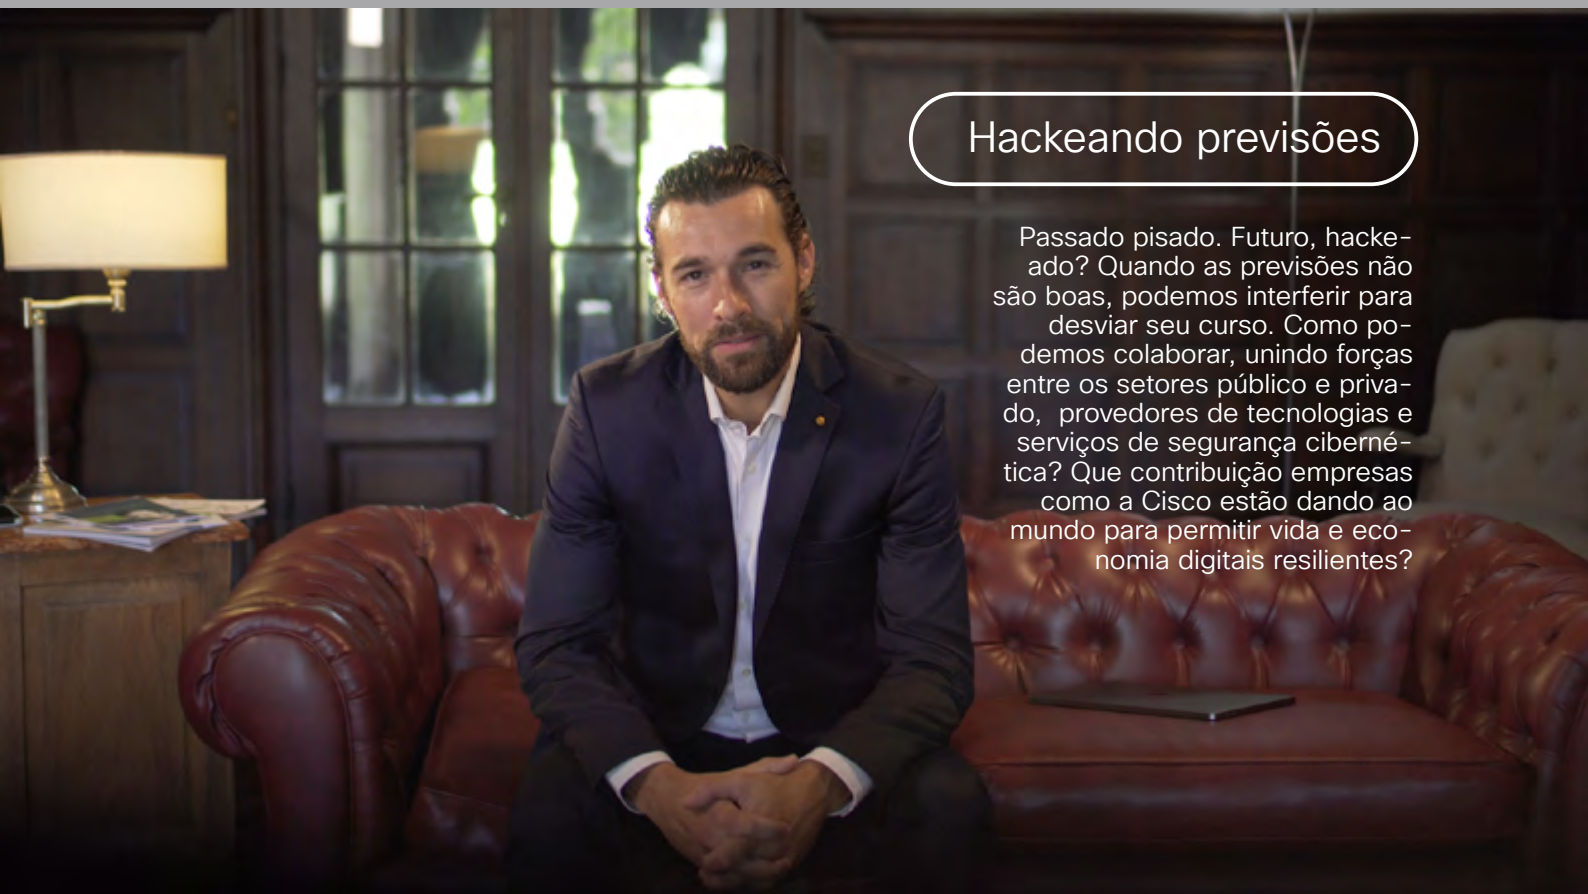 Hackeando previsões
Passado pisado. Futuro, hacke-
ado? Quando as previsões não
são boas, podemos interferir para
desviar seu curso. Como po-
demos colaborar, unindo forças
entre os setores público e priva-
do,  provedores de tecnologias e
serviços de segurança ciberné-
tica? Que contribuição empresas
como a Cisco estão dando ao
mundo para permitir vida e eco-
nomia digitais resilientes?